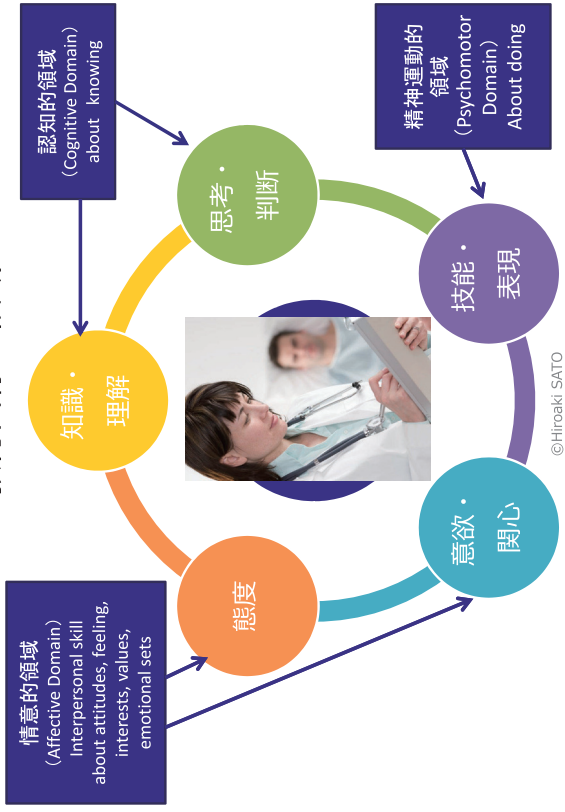 情意的領域
（Affective Domain）
Interpersonal skill
about attitudes, feeling,
interests, values,
emotional sets
認知的領域
（Cognitive Domain）
about knowing
知識・
理解
態度
思考・
判断
意欲・
関心
技能・
表現
精神運動的
領域
（Psychomotor
Domain）
About doing
©Hiroaki SATO